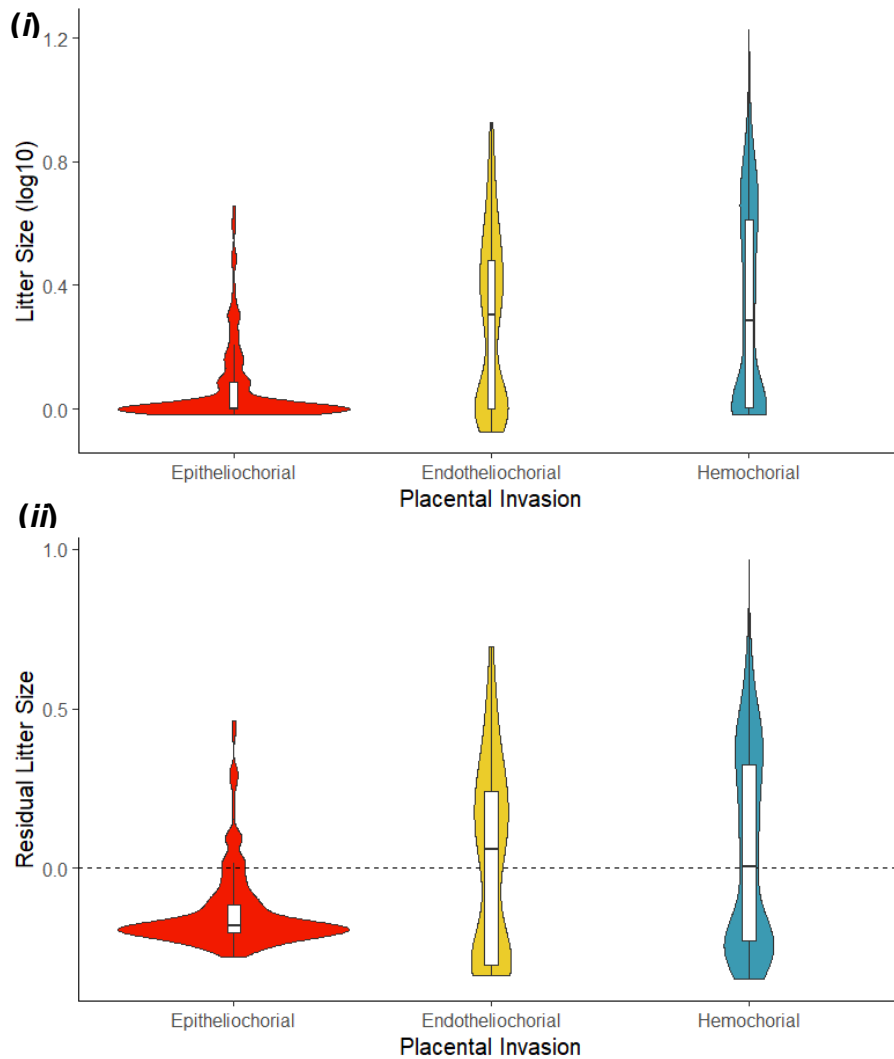 (i)
Litter Size (log10)
1.2
0.8
0.4
0.0
Epitheliochorial Endotheliochorial Hemochorial
Placental Invasion
(ii)
Residual Litter Size
1.0
0.5
0.0
Epitheliochorial Endotheliochorial Hemochorial
Placental Invasion